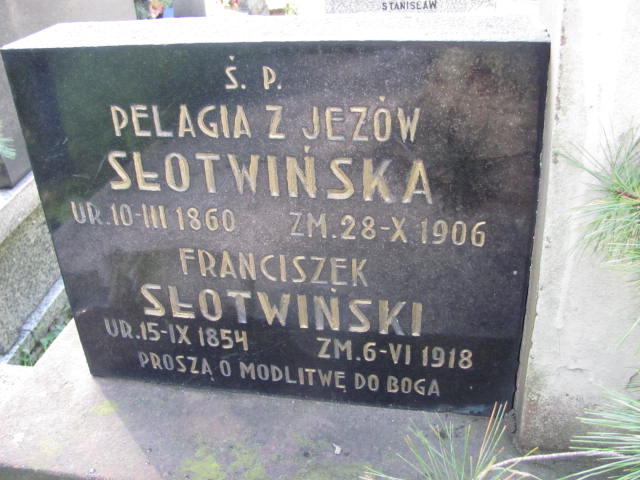 STANISŁAW
Ś. P.
PELAGIA Z JEZÓW
SŁOTWIŃSKA
UR.10-III 1860 ZM.28-X 1906
FRANCISZEK
SŁOTWIŃSKI
UR.15-IX 1854 ZM.6-VI 1918
PROSZĄ O MODLITWĘ DO BOGA